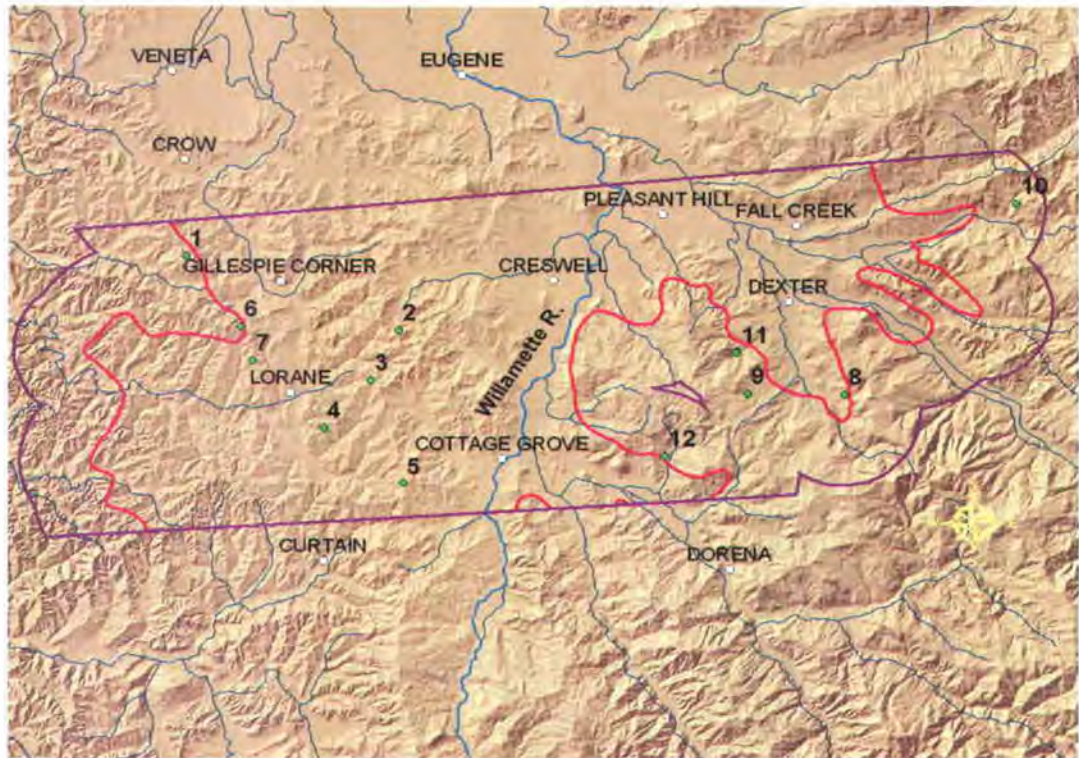 VENETA
EUGENE
CROW
10
PLEASANT HILL
FALL CREEK
1
GILLESPIE CORNER
CRESWELL
DEXTER
6
2
Willamette R.
7
11
3
LORANE
9
8
4
COTTAGE GROVE
12
5
CURTAIN
DORENA